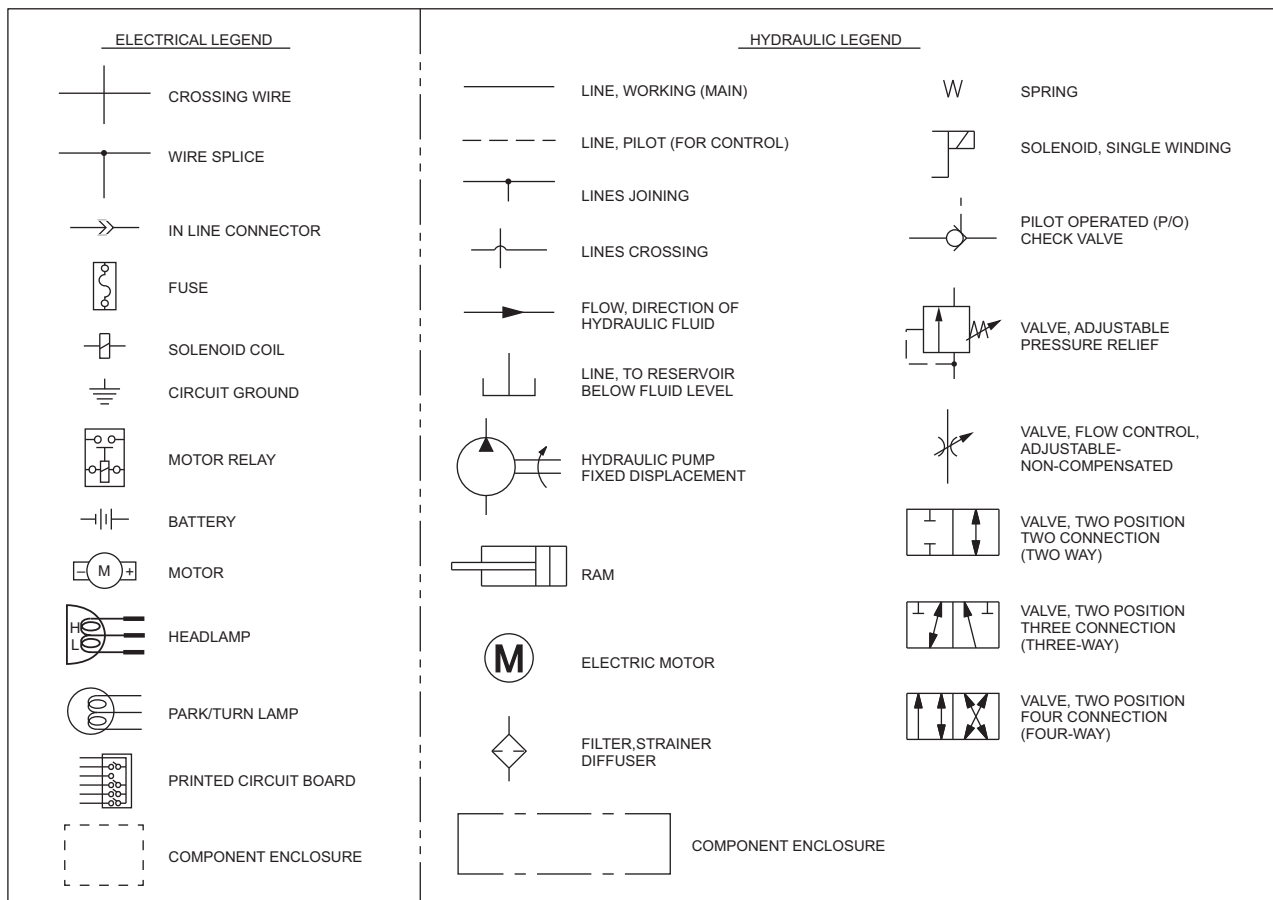 ELECTRICAL LEGEND
CROSSING WIRE
WIRE SPLICE
IN LINE CONNECTOR
FUSE
SOLENOID COIL
CIRCUIT GROUND
MOTOR RELAY
BATTERY
– M +
MOTOR
H
L
HEADLAMP
PARK/TURN LAMP
PRINTED CIRCUIT BOARD
COMPONENT ENCLOSURE
HYDRAULIC LEGEND
LINE, WORKING (MAIN)
LINE, PILOT (FOR CONTROL)
LINES JOINING
LINES CROSSING
FLOW, DIRECTION OF
HYDRAULIC FLUID
LINE, TO RESERVOIR
BELOW FLUID LEVEL
HYDRAULIC PUMP
FIXED DISPLACEMENT
RAM
M
ELECTRIC MOTOR
FILTER,STRAINER
DIFFUSER
COMPONENT ENCLOSURE
SPRING
SOLENOID, SINGLE WINDING
PILOT OPERATED (P/O)
CHECK VALVE
VALVE, ADJUSTABLE
PRESSURE RELIEF
VALVE, FLOW CONTROL,
ADJUSTABLE-
NON-COMPENSATED
VALVE, TWO POSITION
TWO CONNECTION
(TWO WAY)
VALVE, TWO POSITION
THREE CONNECTION
(THREE-WAY)
VALVE, TWO POSITION
FOUR CONNECTION
(FOUR-WAY)